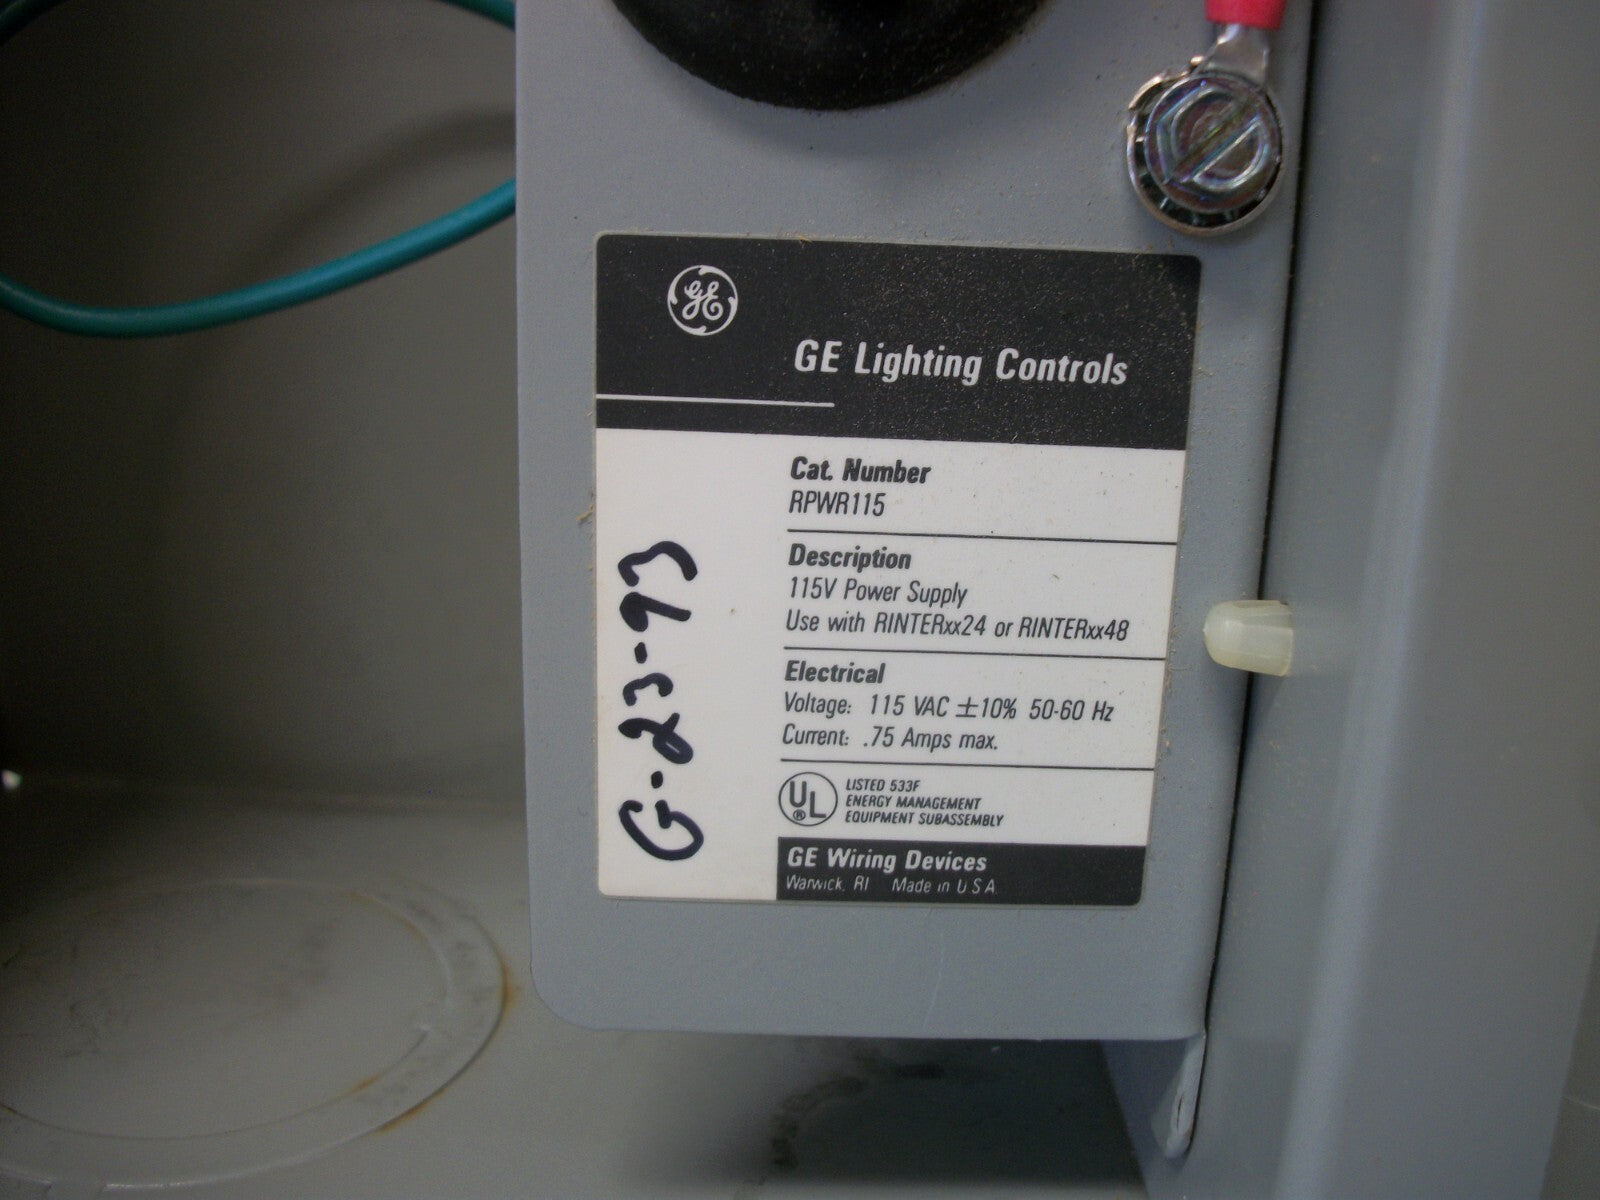 GE
GE Lighting Controls
Cat. Number
RPWR115
Description
115V Power Supply
Use with RINTERxx24 or RINTERxx48
Electrical
Voltage: 115 VAC ±10% 50-60 Hz
Current: .75 Amps max.
UL ®
LISTED 533F
ENERGY MANAGEMENT
EQUIPMENT SUBASSEMBLY
GE Wiring Devices
Warwick, RI Made in U S A
G-23-93